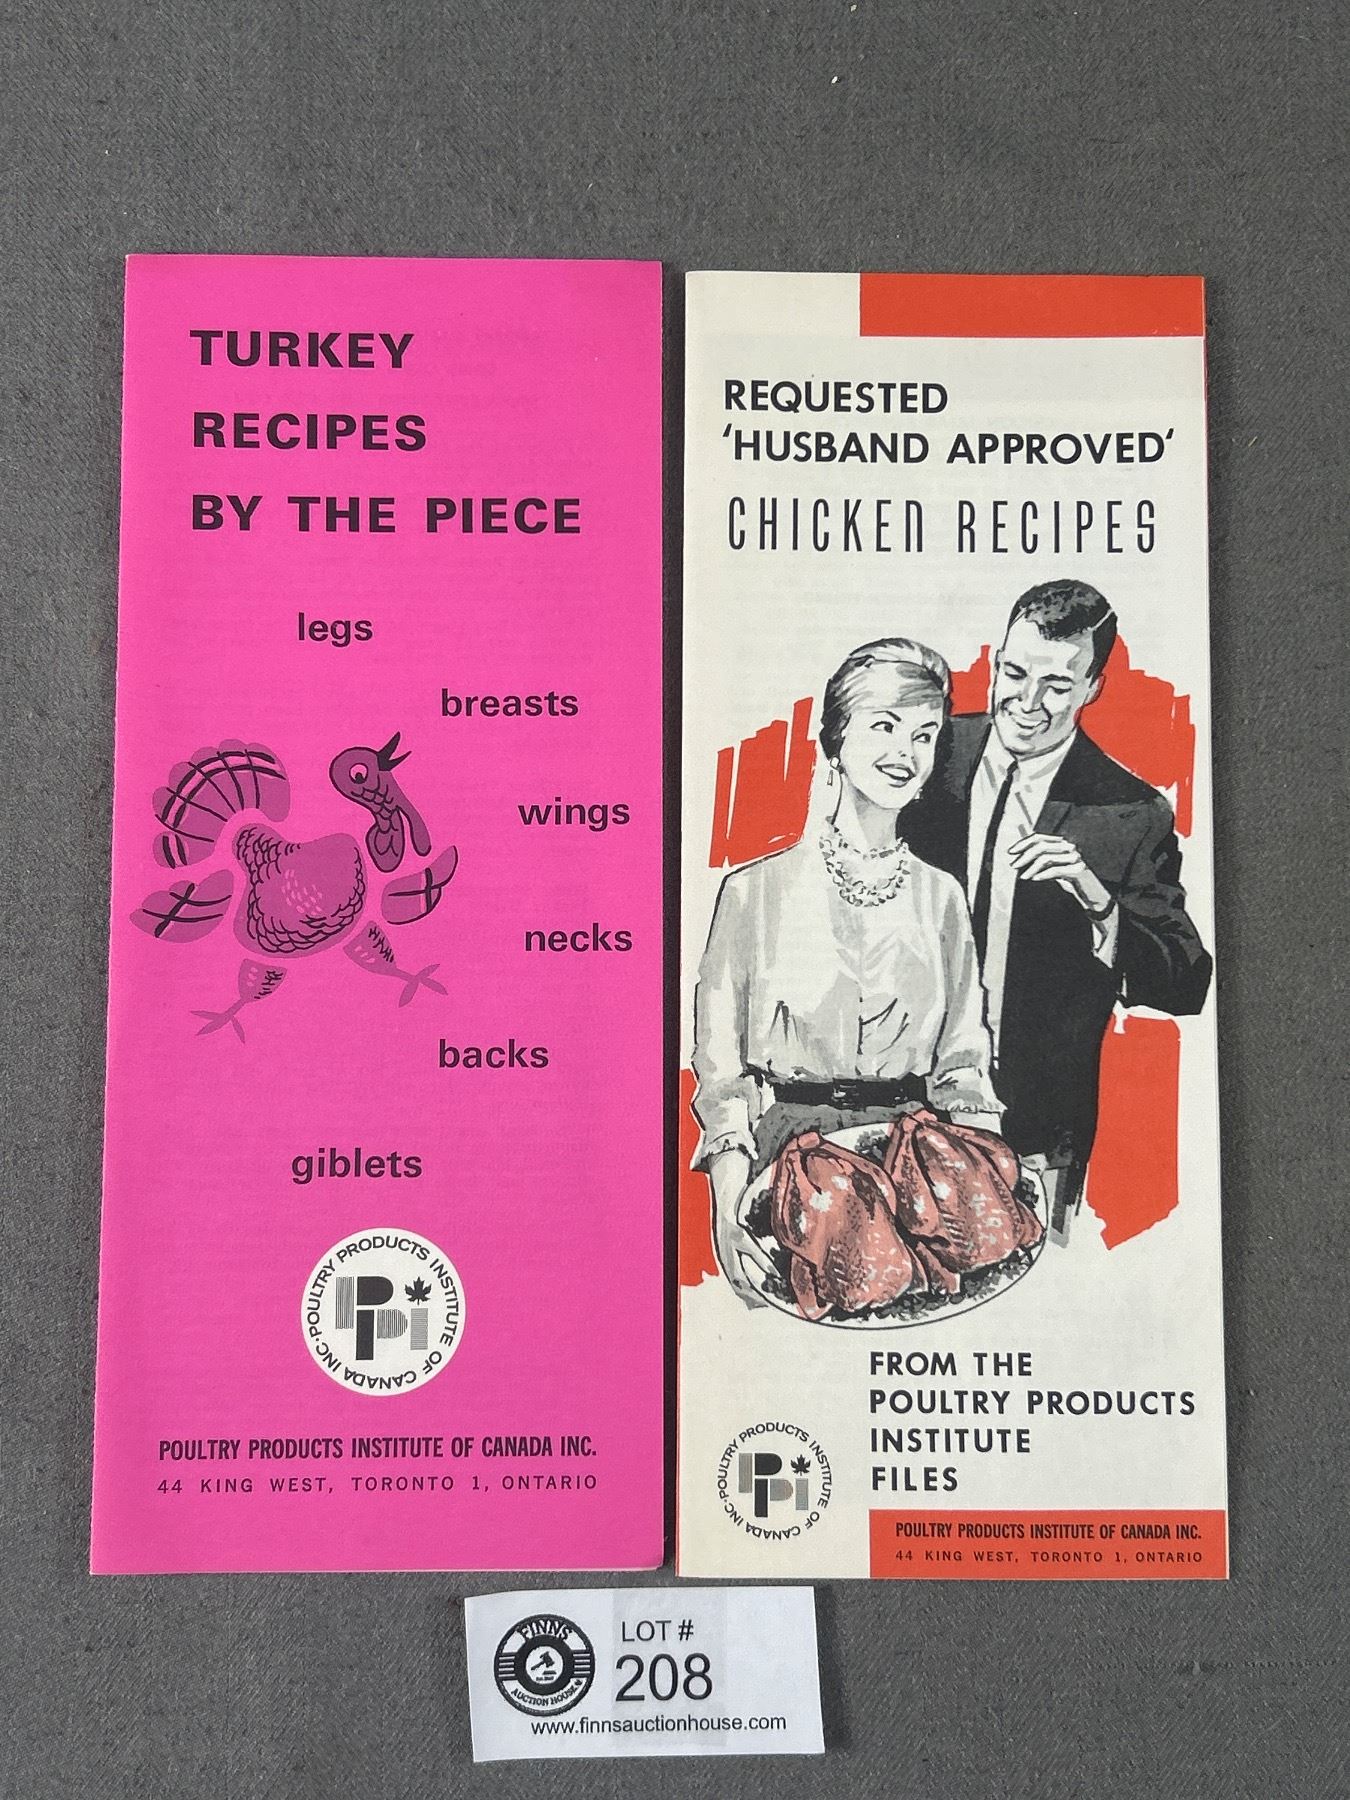 TURKEY
RECIPES
BY THE PIECE
legs
breasts
wings
necks
backs
giblets
POULTRY PRODUCTS INSTITUTE OF CANADA INC.
PPi
POULTRY PRODUCTS INSTITUTE OF CANADA INC.
44 KING WEST, TORONTO 1, ONTARIO
REQUESTED
'HUSBAND APPROVED'
CHICKEN RECIPES
FROM THE
POULTRY PRODUCTS
INSTITUTE
FILES
POULTRY PRODUCTS INSTITUTE OF CANADA INC.
PPi
POULTRY PRODUCTS INSTITUTE OF CANADA INC.
44 KING WEST, TORONTO 1, ONTARIO
FINNS
AUCTION HOUSE
LOT #
208
www.finnsauctionhouse.com